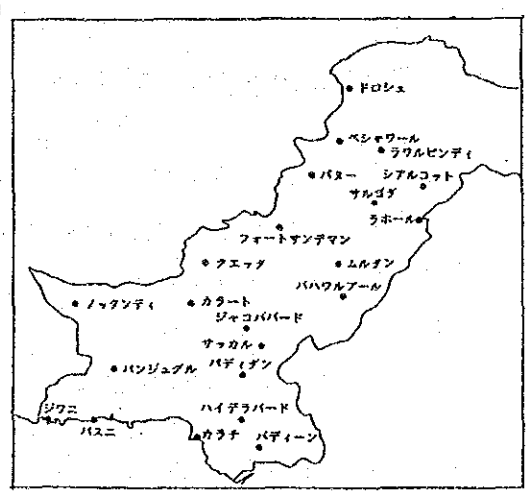 ドロシュ
ペシャワール
ラワルピンディ
パター
シアルコット
サルゴダ
ラホール
フォートサンデマン
クエッタ
ムルタン
バハワルプール
ノックンディ
カラート
ジャコババード
サッカル
パンジュグル
パディダン
ジワニ
パスニ
ハイデラバード
カラチ
バディーン